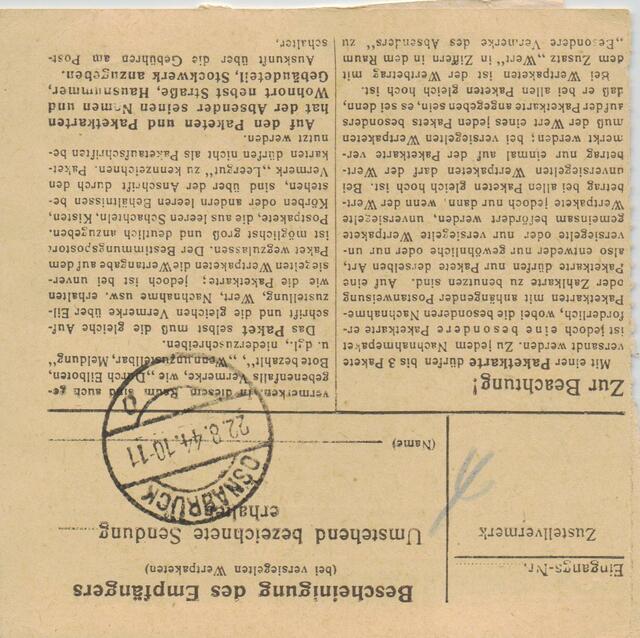 Eingangs-Nr.
Zustellvermerk
Bescheinigung des Empfängers
(bei versiegelten Wertpaketen)
Umstehend bezeichnete Sendung
erhalten
(Name)
OSNABRÜCK
22.8.44.10-11
Zur Beachtung!
Mit einer Paketkarte dürfen bis 3 Pakete
versandt werden. Zu jedem Nachnahmepaket
ist jedoch eine besondere Paketkarte er-
forderlich, wobei die besonderen Nachnahme-
Paketkarten mit anhängender Postanweisung
oder Zahlkarte zu benutzen sind. Auf eine
Paketkarte dürfen nur Pakete derselben Art,
also entweder nur gewöhnliche oder nur un-
versiegelte oder nur versiegelte Wertpakete
gemeinsam befördert werden, unversiegelte
Wertpakete jedoch nur dann, wenn der Wert-
betrag bei allen Paketen gleich hoch ist. Bei
unversiegelten Wertpaketen darf der Wert-
betrag nur einmal auf der Paketkarte ver-
merkt werden; bei versiegelten Wertpaketen
muß der Wert eines jeden Pakets besonders
auf der Paketkarte angegeben sein, es sei denn,
daß er bei allen Paketen gleich hoch ist.
Bei Wertpaketen ist der Wertbetrag mit
dem Zusatz „Wert“ in Ziffern in dem Raum
„Besondere Vermerke des Absenders“ zu
vermerken. In diesem Raum sind auch ge-
gebenenfalls Vermerke, wie „Durch Eilboten,
Bote bezahlt“, „Wenn unzustellbar, Meldung“
u. dgl., niederzuschreiben.
Das Paket selbst muß die gleiche Auf-
schrift und die gleichen Vermerke über Eil-
zustellung, Wert, Nachnahme usw. erhalten
wie die Paketkarte; jedoch ist bei unver-
siegelten Wertpaketen die Wertangabe auf dem
Paket wegzulassen. Der Bestimmungspostort
ist möglichst groß und deutlich anzugeben.
Postpakete, die aus leeren Schachteln, Kisten,
Körben oder andern leeren Behältnissen be-
stehen, sind über der Anschrift durch den
Vermerk „Leergut“ zu kennzeichnen. Paket-
karten dürfen nicht als Paketaufschriften be-
nutzt werden.
Auf den Paketen und Paketkarten
hat der Absender seinen Namen und
Wohnort nebst Straße, Hausnummer,
Gebäudeteil, Stockwerk anzugeben.
Auskunft über die Gebühren am Post-
schalter.